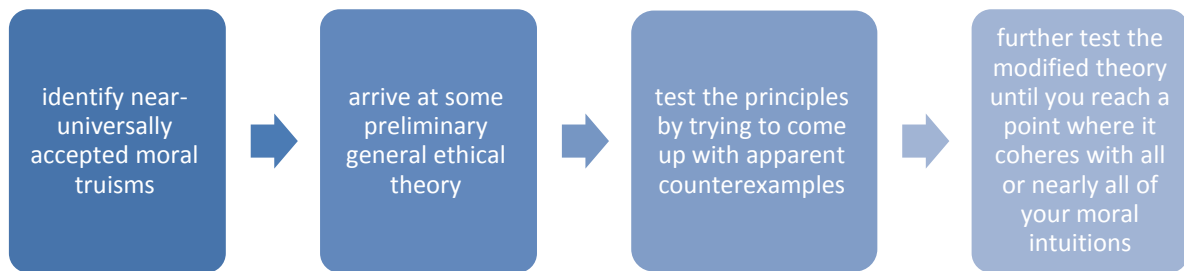 identify near-
universally
accepted moral
truisms
arrive at some
preliminary
general ethical
theory
test the principles
by trying to come
up with apparent
counterexamples
further test the
modified theory
until you reach a
point where it
coheres with all
or nearly all of
your moral
intuitions